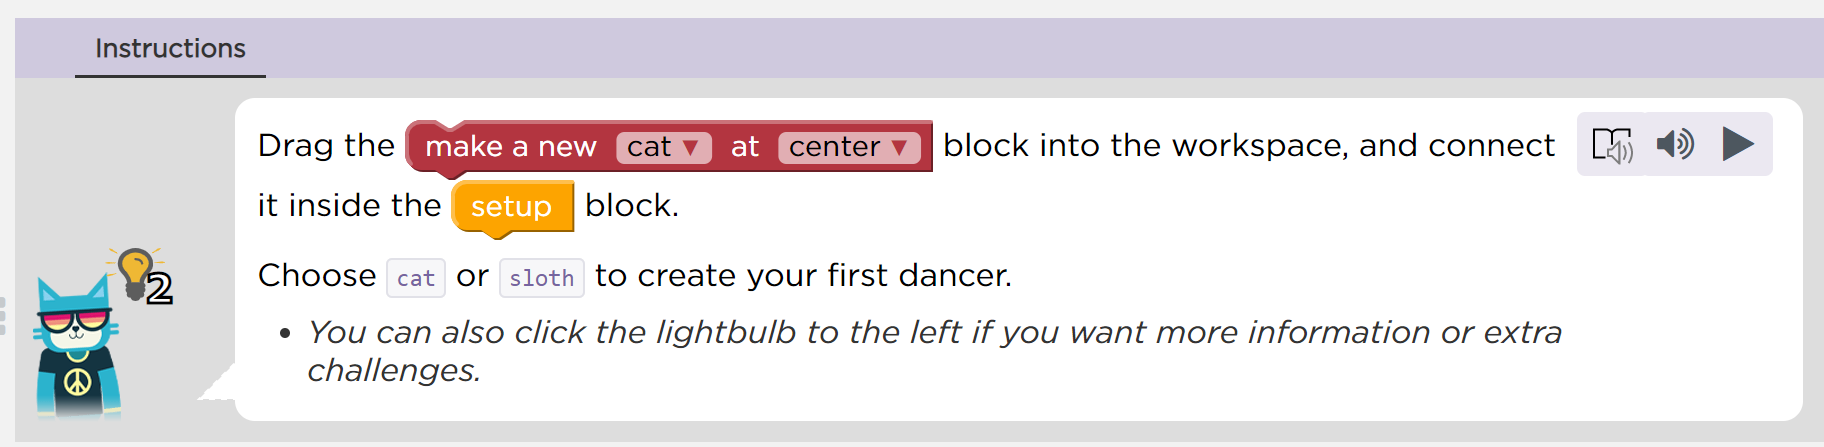 Instructions
Drag the make a new cat ▼ at center ▼ block into the workspace, and connect
it inside the setup block.
2
Choose cat or sloth to create your first dancer.
• You can also click the lightbulb to the left if you want more information or extra
challenges.